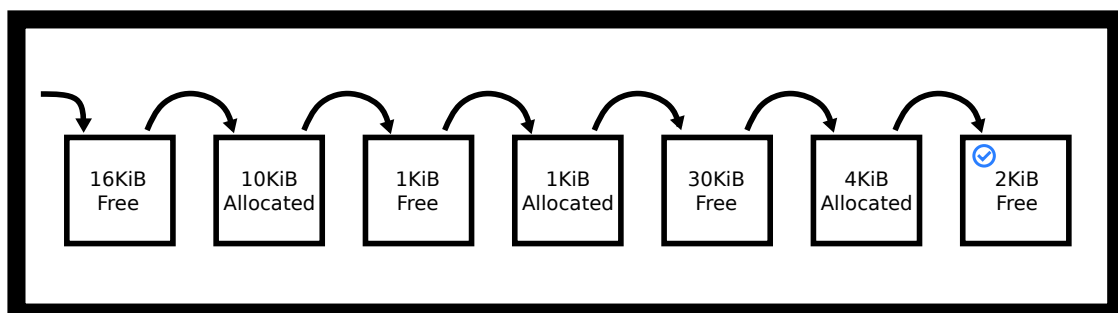 16KiB
Free
10KiB
Allocated
1KiB
Free
1KiB
Allocated
30KiB
Free
4KiB
Allocated
2KiB
Free